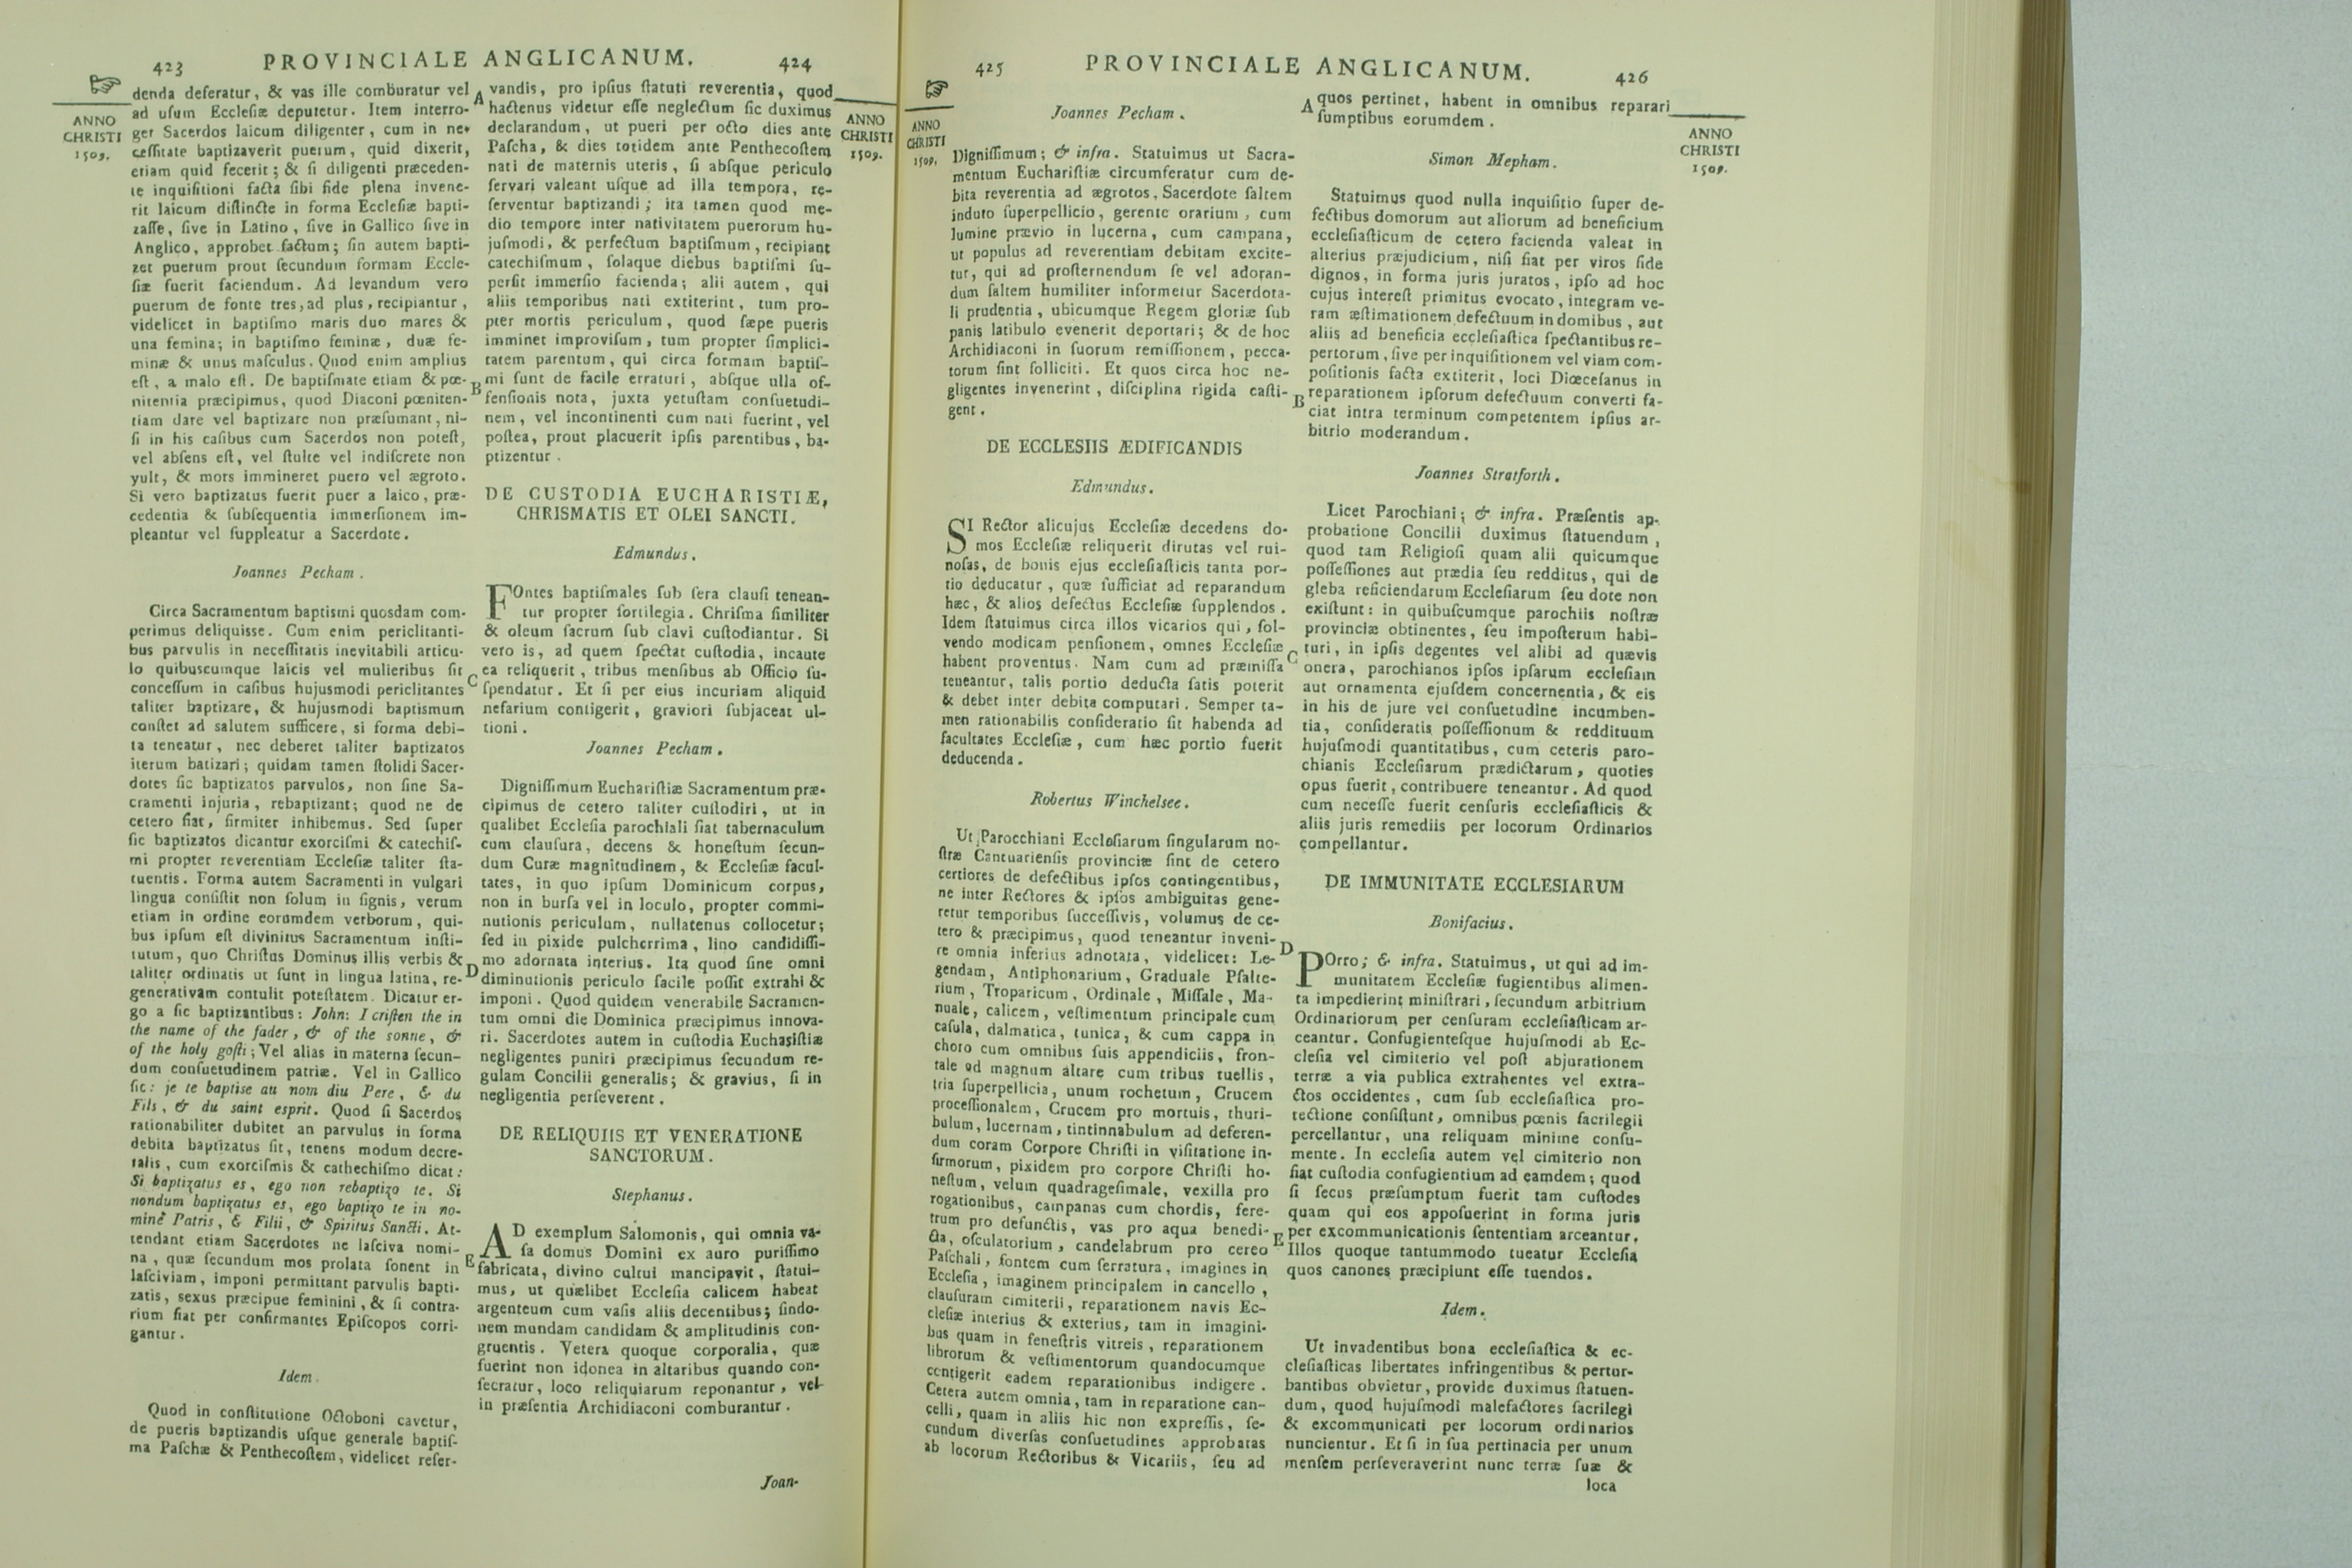 423
PROVINCIALE ANGLICANUM.
424
ANNO
CHRISTI
1509.
denda deferatur, & vas ille comburatur vel
ad uſum Eccleſiæ deputetur. Item interro-
get Sacerdos laicum diligenter, cum in ne-
ceſſitate baptizaverit puerum, quid dixerit,
etiam quid fecerit; & ſi diligenti præceden-
te inquiſitioni facta ſibi fide plena invene-
rit laicum diſtincte in forma Eccleſiæ bapti-
zaſſe, ſive in Latino, ſive in Gallico ſive in
Anglico, approbet factum; ſin autem bapti-
zet puerum prout ſecundum formam Eccle-
ſiæ fuerit faciendum. Ad levandum vero
puerum de fonte tres, ad plus, recipiantur,
videlicet in baptiſmo maris duo mares &
una femina; in baptiſmo feminæ, duæ fe-
minæ & unus maſculus. Quod enim amplius
eſt, a malo eſt. De baptiſmate etiam & pœ-
nitentia præcipimus, quod Diaconi pœniten-
tiam dare vel baptizare non præſumant, ni-
ſi in his caſibus cum Sacerdos non poteſt,
vel abſens eſt, vel ſtulte vel indiſcrete non
vult, & mors immineret puero vel ægroto.
Si vero baptizatus fuerit puer a laico, præ-
cedentia & ſubſequentia immerſionem im-
pleantur vel ſuppleatur a Sacerdote.
Joannes Pecham.
Circa Sacramentum baptismi quosdam com-
perimus deliquisse. Cum enim periclitanti-
bus parvulis in neceſſitatis inevitabili articu-
lo quibuscumque laicis vel mulieribus ſit
conceſſum in caſibus hujusmodi periclitantes
taliter baptizare, & hujusmodi baptismum
conſtet ad salutem sufficere, si forma debi-
ta teneatur, nec deberet taliter baptizatos
iterum batizari; quidam tamen ſtolidi Sacer-
dotes ſic baptizatos parvulos, non ſine Sa-
cramenti injuria, rebaptizant; quod ne de
cetero fiat, firmiter inhibemus. Sed ſuper
ſic baptizatos dicantur exorciſmi & catechiſ-
mi propter reverentiam Eccleſiæ taliter ſta-
tuentis. Forma autem Sacramenti in vulgari
lingua conſiſtit non ſolum in ſignis, verum
etiam in ordine eorumdem verborum, qui-
bus ipſum eſt divinitus Sacramentum inſti-
tutum, quo Chriſtus Dominus illis verbis &
taliter ordinatis ut ſunt in lingua latina, re-
generativam contulit poteſtatem. Dicatur er-
go a ſic baptizantibus: John: I criſten the in
the name of the fader, & of the sonne, &
of the holy goſti; Vel alias in materna ſecun-
dum conſuetudinem patriæ. Vel in Gallico
ſic: je te baptise au nom diu Pere, & du
Fils, & du saint esprit. Quod ſi Sacerdos
rationabiliter dubitet an parvulus in forma
debita baptizatus ſit, tenens modum decre-
talis, cum exorciſmis & cathechiſmo dicat:
Si baptizatus es, ego non rebaptizo te. Si
nondum baptizatus es, ego baptizo te in no-
mine Patris, & Filii, & Spiritus Sancti. At-
tendant etiam Sacerdotes ne laſciva nomi-
na, quæ ſecundum mos prolata ſonent in
laſciviam, imponi permittant parvulis bapti-
zatis, sexus præcipue feminini, & ſi contra-
rium fiat per confirmantes Epiſcopos corri-
gantur.
Idem.
Quod in conſtitutione Octoboni cavetur,
de pueris baptizandis uſque generale baptiſ-
ma Paſchæ & Penthecoſtem, videlicet reſer-
A
B
C
D
E
vandis, pro ipſius ſtatuti reverentia, quod
hactenus videtur eſſe neglectum ſic duximus
declarandum, ut pueri per octo dies ante
Paſcha, & dies totidem ante Penthecoſtem
nati de maternis uteris, ſi abſque periculo
ſervari valeant uſque ad illa tempora, re-
ſerventur baptizandi; ita tamen quod me-
dio tempore inter nativitatem puerorum hu-
juſmodi, & perfectum baptiſmum, recipiant
catechiſmum, ſolaque diebus baptiſmi ſu-
perſit immerſio facienda; alii autem, qui
aliis temporibus nati extiterint, tum pro-
pter mortis periculum, quod ſæpe pueris
imminet improviſum, tum propter ſimplici-
tatem parentum, qui circa formam baptiſ-
mi ſunt de facile erraturi, abſque ulla of-
fenſionis nota, juxta vetuſtam conſuetudi-
nem, vel incontinenti cum nati fuerint, vel
poſtea, prout placuerit ipſis parentibus, ba-
ptizentur.
DE CUSTODIA EUCHARISTIÆ,
CHRISMATIS ET OLEI SANCTI.
Edmundus.
FOntes baptiſmales ſub ſera clauſi tenean-
tur propter ſortilegia. Chriſma ſimiliter
& oleum ſacrum ſub clavi cuſtodiantur. Si
vero is, ad quem ſpectat cuſtodia, incaute
ea reliquerit, tribus menſibus ab Officio ſu-
ſpendatur. Et ſi per eius incuriam aliquid
nefarium contigerit, graviori ſubjaceat ul-
tioni.
Joannes Pecham.
Digniſſimum Euchariſtiæ Sacramentum præ-
cipimus de cetero taliter cuſtodiri, ut in
qualibet Eccleſia parochiali fiat tabernaculum
cum clauſura, decens & honeſtum ſecun-
dum Curæ magnitudinem, & Eccleſiæ facul-
tates, in quo ipſum Dominicum corpus,
non in burſa vel in loculo, propter commi-
nutionis periculum, nullatenus collocetur;
ſed in pixide pulcherrima, lino candidiſſi-
mo adornata interius. Ita quod ſine omni
diminutionis periculo facile poſſit extrahi &
imponi. Quod quidem venerabile Sacramen-
tum omni die Dominica præcipimus innova-
ri. Sacerdotes autem in cuſtodia Euchasiſtiæ
negligentes puniri præcipimus ſecundum re-
gulam Concilii generalis; & gravius, ſi in
negligentia perſeverent.
DE RELIQUIIS ET VENERATIONE
SANCTORUM.
Stephanus.
AD exemplum Salomonis, qui omnia va-
ſa domus Domini ex auro puriſſimo
fabricata, divino cultui mancipavit, ſtatui-
mus, ut quælibet Eccleſia calicem habeat
argenteum cum vaſis aliis decentibus; ſindo-
nem mundam candidam & amplitudinis con-
gruentis. Vetera quoque corporalia, quæ
fuerint non idonea in altaribus quando con-
ſecratur, loco reliquiarum reponantur, vel
in præſentia Archidiaconi comburantur.
Joan-
ANNO
CHRISTI
1509.
425
PROVINCIALE ANGLICANUM.
426
ANNO
CHRISTI
1509.
Joannes Pecham.
Digniſſimum; & infra. Statuimus ut Sacra-
mentum Euchariſtiæ circumferatur cum de-
bita reverentia ad ægrotos, Sacerdote ſaltem
induto ſuperpellicio, gerente orarium, cum
lumine prævio in lucerna, cum campana,
ut populus ad reverentiam debitam excite-
tur, qui ad proſternendum ſe vel adoran-
dum ſaltem humiliter informetur Sacerdota-
li prudentia, ubicumque Regem gloriæ ſub
panis latibulo evenerit deportari; & de hoc
Archidiaconi in ſuorum remiſſionem, pecca-
torum ſint ſolliciti. Et quos circa hoc ne-
gligentes invenerint, diſciplina rigida caſti-
gent.
DE ECCLESIIS ÆDIFICANDIS
Edmundus.
SI Rector alicujus Eccleſiæ decedens do-
mos Eccleſiæ reliquerit dirutas vel rui-
noſas, de bonis ejus eccleſiaſticis tanta por-
tio deducatur, quæ ſufficiat ad reparandum
hæc, & alios defectus Eccleſiæ ſupplendos.
Idem ſtatuimus circa illos vicarios qui, ſol-
vendo modicam penſionem, omnes Eccleſiæ
habent proventus. Nam cum ad præmiſſa
teneantur, talis portio deducta ſatis poterit
& debet inter debita computari. Semper ta-
men rationabilis conſideratio ſit habenda ad
facultates Eccleſiæ, cum hæc portio fuerit
deducenda.
Robertus Winchelsee.
Ut Parocchiani Eccleſiarum ſingularum no-
ſtræ Cantuarienſis provinciæ ſint de cetero
certiores de defectibus ipſos contingentibus,
ne inter Rectores & ipſos ambiguitas gene-
retur temporibus ſucceſſivis, volumus de ce-
tero & præcipimus, quod teneantur inveni-
re omnia inferius adnotata, videlicet: Le-
gendam, Antiphonarium, Graduale Pſalte-
rium, Troparicum, Ordinale, Miſſale, Ma-
nuale, calicem, veſtimentum principale cum
caſula, dalmatica, tunica, & cum cappa in
choro cum omnibus ſuis appendiciis, fron-
tale ad magnum altare cum tribus tuellis,
tria ſuperpellicia, unum rochetum, Crucem
proceſſionalem, Crucem pro mortuis, thuri-
bulum, lucernam, tintinnabulum ad deferen-
dum coram Corpore Chriſti in viſitatione in-
firmorum, pixidem pro corpore Chriſti ho-
neſtum, velum quadrageſimale, vexilla pro
rogationibus, campanas cum chordis, fere-
trum pro defunctis, vas pro aqua benedi-
cta, oſculatorium, candelabrum pro cereo
Paſchali, fontem cum ſerratura, imagines in
Eccleſia, imaginem principalem in cancello,
clauſuram cimiterii, reparationem navis Ec-
cleſiæ interius & exterius, tam in imagini-
bus quam in feneſtris vitreis, reparationem
librorum & veſtimentorum quandocumque
contigerit eadem reparationibus indigere.
Cetera autem omnia, tam in reparatione can-
celli, quam in aliis hic non expreſſis, ſe-
cundum diverſas conſuetudines approbatas
ab locorum Rectoribus & Vicariis, ſeu ad
A
B
C
D
E
quos pertinet, habent in omnibus reparari
ſumptibus eorumdem.
Simon Mepham.
Statuimus quod nulla inquiſitio ſuper de-
fectibus domorum aut aliorum ad beneficium
eccleſiaſticum de cetero facienda valeat in
alterius præjudicium, niſi fiat per viros fide
dignos, in forma juris juratos, ipſo ad hoc
cujus intereſt primitus evocato, integram ve-
ram æſtimationem defectuum in domibus, aut
aliis ad beneficia eccleſiaſtica ſpectantibus re-
pertorum, ſive per inquiſitionem vel viam com-
poſitionis facta extiterit, loci Diœceſanus in
reparationem ipſorum defectuum converti fa-
ciat intra terminum competentem ipſius ar-
bitrio moderandum.
Joannes Stratforth.
Licet Parochiani; & infra. Præſentis ap-
probatione Concilii duximus ſtatuendum,
quod tam Religioſi quam alii quicumque
poſſeſſiones aut prædia ſeu redditus, qui de
gleba reficiendarum Eccleſiarum ſeu dote non
exiſtunt: in quibuſcumque parochiis noſtræ
provinciæ obtinentes, ſeu impoſterum habi-
turi, in ipſis degentes vel alibi ad quævis
onera, parochianos ipſos ipſarum eccleſiam
aut ornamenta ejuſdem concernentia, & eis
in his de jure vel conſuetudine incumben-
tia, conſideratis poſſeſſionum & reddituum
hujuſmodi quantitatibus, cum ceteris paro-
chianis Eccleſiarum prædictarum, quoties
opus fuerit, contribuere teneantur. Ad quod
cum neceſſe fuerit cenſuris eccleſiaſticis &
aliis juris remediis per locorum Ordinarios
compellantur.
DE IMMUNITATE ECCLESIARUM
Bonifacius.
POrro; & infra. Statuimus, ut qui ad im-
munitatem Eccleſiæ fugientibus alimen-
ta impedierint miniſtrari, ſecundum arbitrium
Ordinariorum per cenſuram eccleſiaſticam ar-
ceantur. Confugienteſque hujuſmodi ab Ec-
cleſia vel cimiterio vel poſt abjurationem
terræ a via publica extrahentes vel extra-
ctos occidentes, cum ſub eccleſiaſtica pro-
tectione conſiſtunt, omnibus pœnis ſacrilegii
percellantur, una reliquam minime conſu-
mente. In eccleſia autem vel cimiterio non
fiat cuſtodia confugientium ad eamdem; quod
ſi ſecus præſumptum fuerit tam cuſtodes
quam qui eos appoſuerint in forma juris
per excommunicationis ſententiam arceantur.
Illos quoque tantummodo tueatur Eccleſia
quos canones præcipiunt eſſe tuendos.
Idem.
Ut invadentibus bona eccleſiaſtica & ec-
cleſiaſticas libertates infringentibus & pertur-
bantibus obvietur, provide duximus ſtatuen-
dum, quod hujuſmodi malefactores ſacrilegi
& excommunicati per locorum ordinarios
nuncientur. Et ſi in ſua pertinacia per unum
menſem perſeveraverint nunc terræ ſuæ &
loca